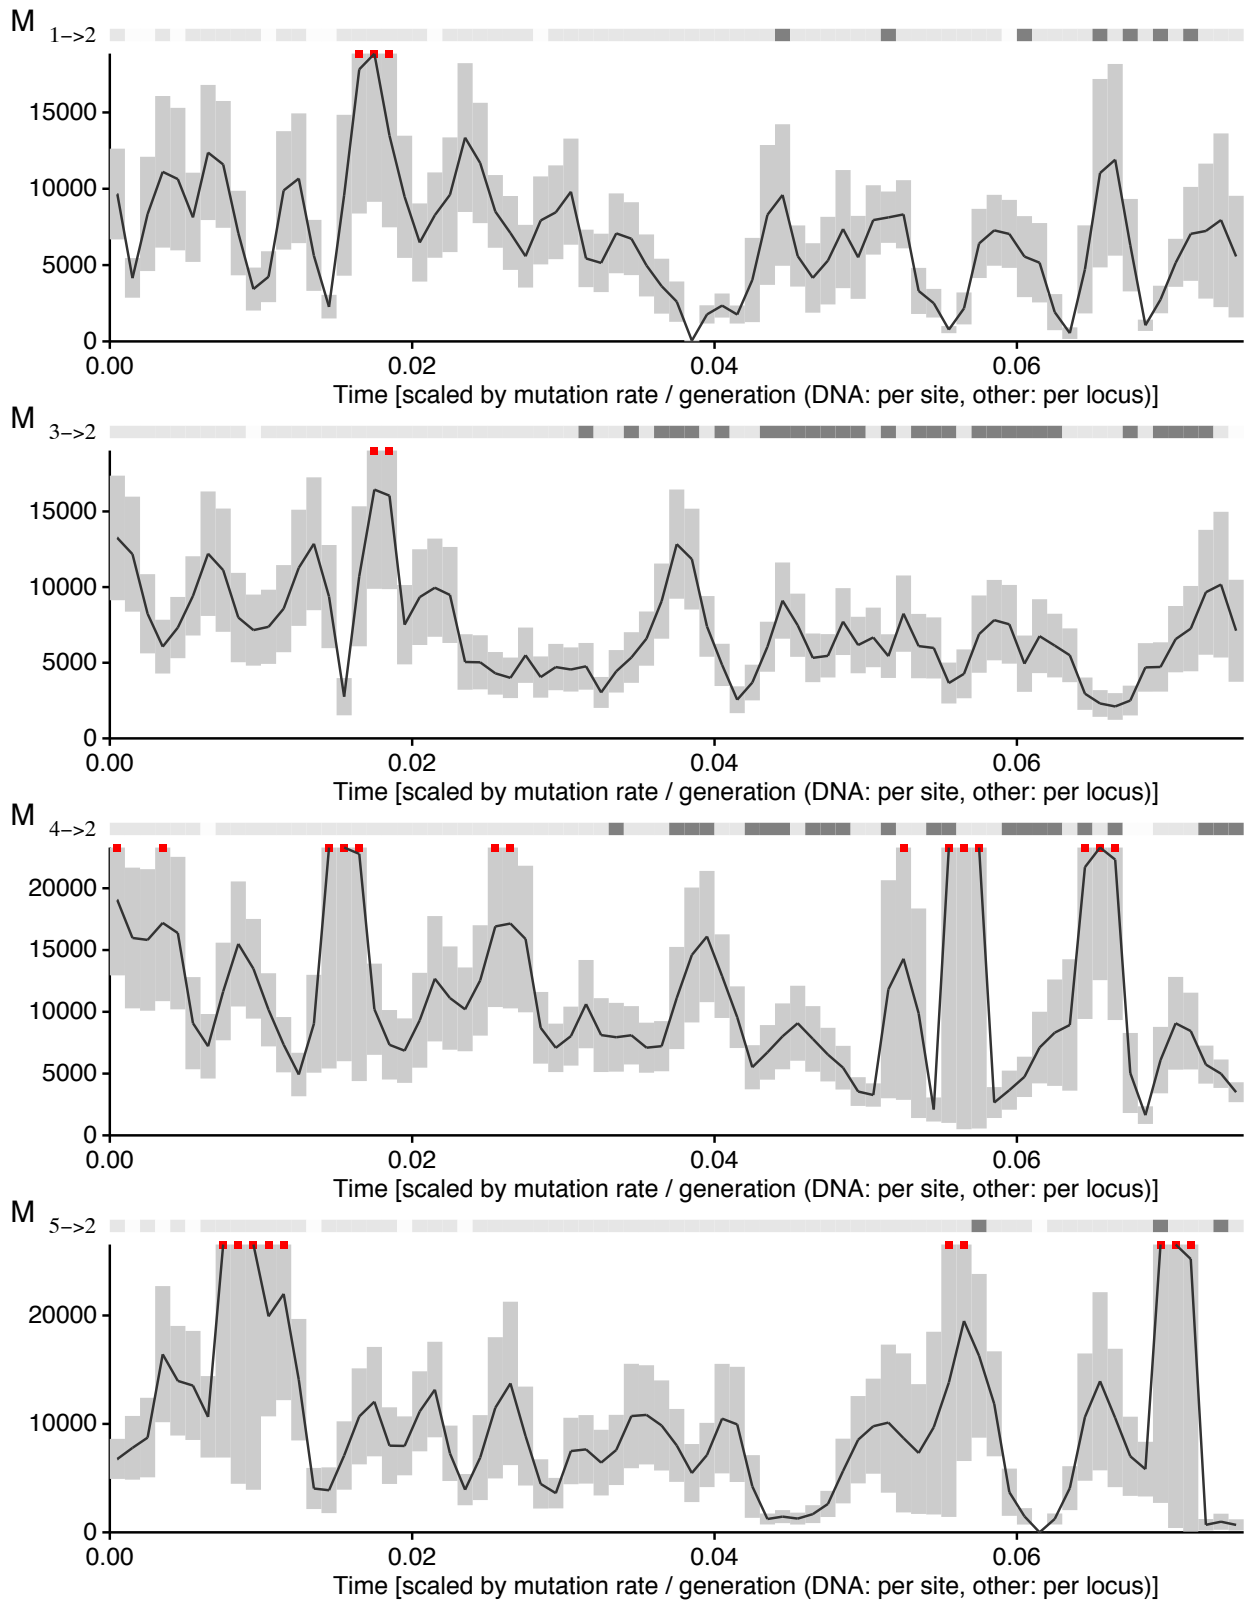 M
1->2
15000
10000
5000
0
0.00 0.02 0.04 0.06
Time [scaled by mutation rate / generation (DNA: per site, other: per locus)]
M
3->2
15000
10000
5000
0
0.00 0.02 0.04 0.06
Time [scaled by mutation rate / generation (DNA: per site, other: per locus)]
M
4->2
20000
15000
10000
5000
0
0.00 0.02 0.04 0.06
Time [scaled by mutation rate / generation (DNA: per site, other: per locus)]
M
5->2
20000
10000
0
0.00 0.02 0.04 0.06
Time [scaled by mutation rate / generation (DNA: per site, other: per locus)]